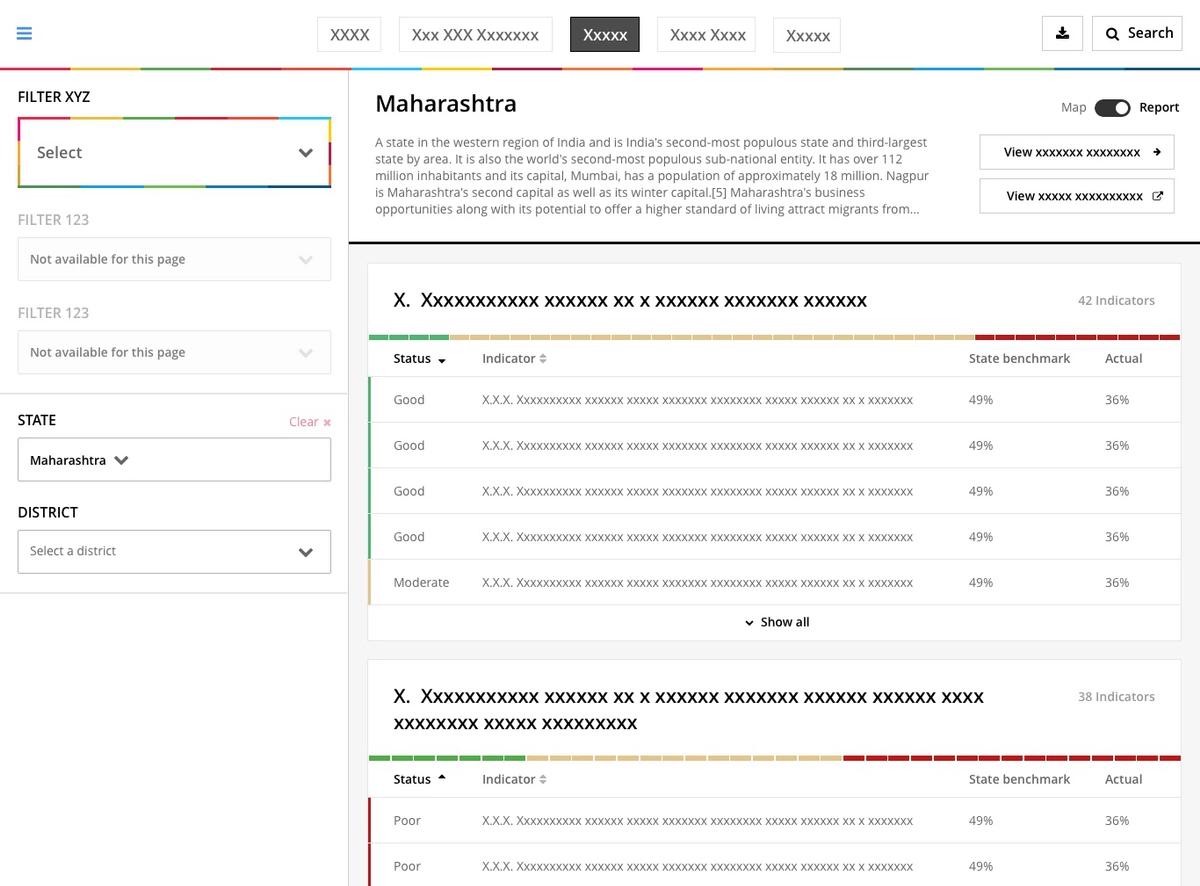 XXXX
Xxx XXX Xxxxxxx
Xxxxx
Xxxx Xxxx
Xxxxx
Search
FILTER XYZ
Select
FILTER 123
Not available for this page
FILTER 123
Not available for this page
STATE
Clear ×
Maharashtra
DISTRICT
Select a district
Maharashtra
Map
Report
A state in the western region of India and is India's second-most populous state and third-largest
state by area. It is also the world's second-most populous sub-national entity. It has over 112
million inhabitants and its capital, Mumbai, has a population of approximately 18 million. Nagpur
is Maharashtra's second capital as well as its winter capital.[5] Maharashtra's business
opportunities along with its potential to offer a higher standard of living attract migrants from...
View xxxxxxx xxxxxxxx
View xxxxx xxxxxxxxxx
X. Xxxxxxxxxxx xxxxxx xx x xxxxxx xxxxxxx xxxxxx
42 Indicators
Status Indicator State benchmark Actual
Good X.X.X. Xxxxxxxxxx xxxxxx xxxxx xxxxxxx xxxxxxxx xxxxx xxxxxx xx x xxxxxxx 49% 36%
Good X.X.X. Xxxxxxxxxx xxxxxx xxxxx xxxxxxx xxxxxxxx xxxxx xxxxxx xx x xxxxxxx 49% 36%
Good X.X.X. Xxxxxxxxxx xxxxxx xxxxx xxxxxxx xxxxxxxx xxxxx xxxxxx xx x xxxxxxx 49% 36%
Good X.X.X. Xxxxxxxxxx xxxxxx xxxxx xxxxxxx xxxxxxxx xxxxx xxxxxx xx x xxxxxxx 49% 36%
Moderate X.X.X. Xxxxxxxxxx xxxxxx xxxxx xxxxxxx xxxxxxxx xxxxx xxxxxx xx x xxxxxxx 49% 36%
Show all
X. Xxxxxxxxxxx xxxxxx xx x xxxxxx xxxxxxx xxxxxx xxxxxx xxxx
xxxxxxxx xxxxx xxxxxxxxx
38 Indicators
Status Indicator State benchmark Actual
Poor X.X.X. Xxxxxxxxxx xxxxxx xxxxx xxxxxxx xxxxxxxx xxxxx xxxxxx xx x xxxxxxx 49% 36%
Poor X.X.X. Xxxxxxxxxx xxxxxx xxxxx xxxxxxx xxxxxxxx xxxxx xxxxxx xx x xxxxxxx 49% 36%